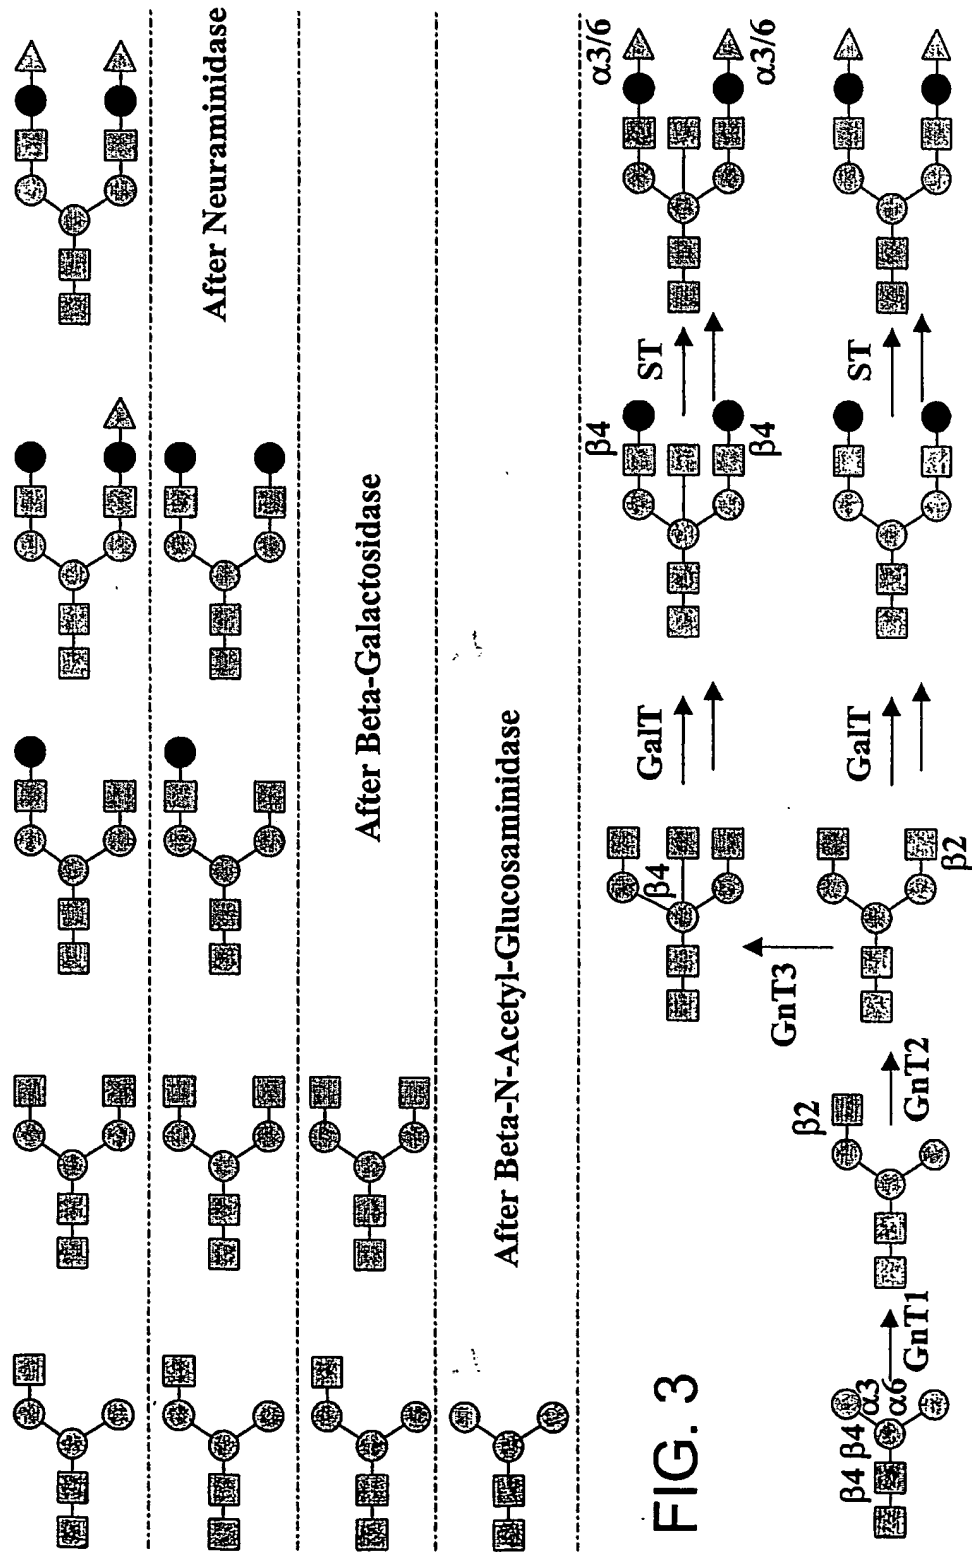 After Neuraminidase
After Beta-Galactosidase
After Beta-N-Acetyl-Glucosaminidase
FIG. 3
β4 β4 α3
α6
GnT1
β2
GnT2
β2
GnT3
β4
GalT
GalT
β4
β4
ST
ST
α3/6
α3/6